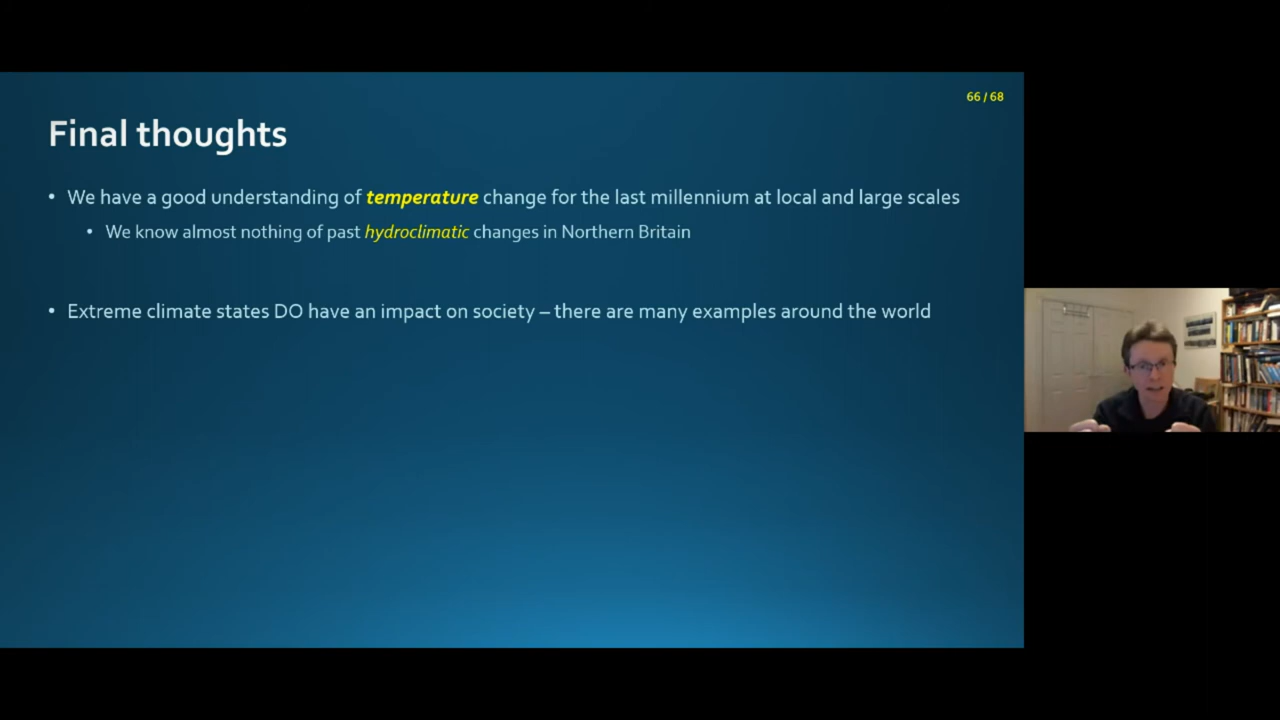 66 / 68
Final thoughts
• We have a good understanding of temperature change for the last millennium at local and large scales
• We know almost nothing of past hydroclimatic changes in Northern Britain
• Extreme climate states DO have an impact on society – there are many examples around the world